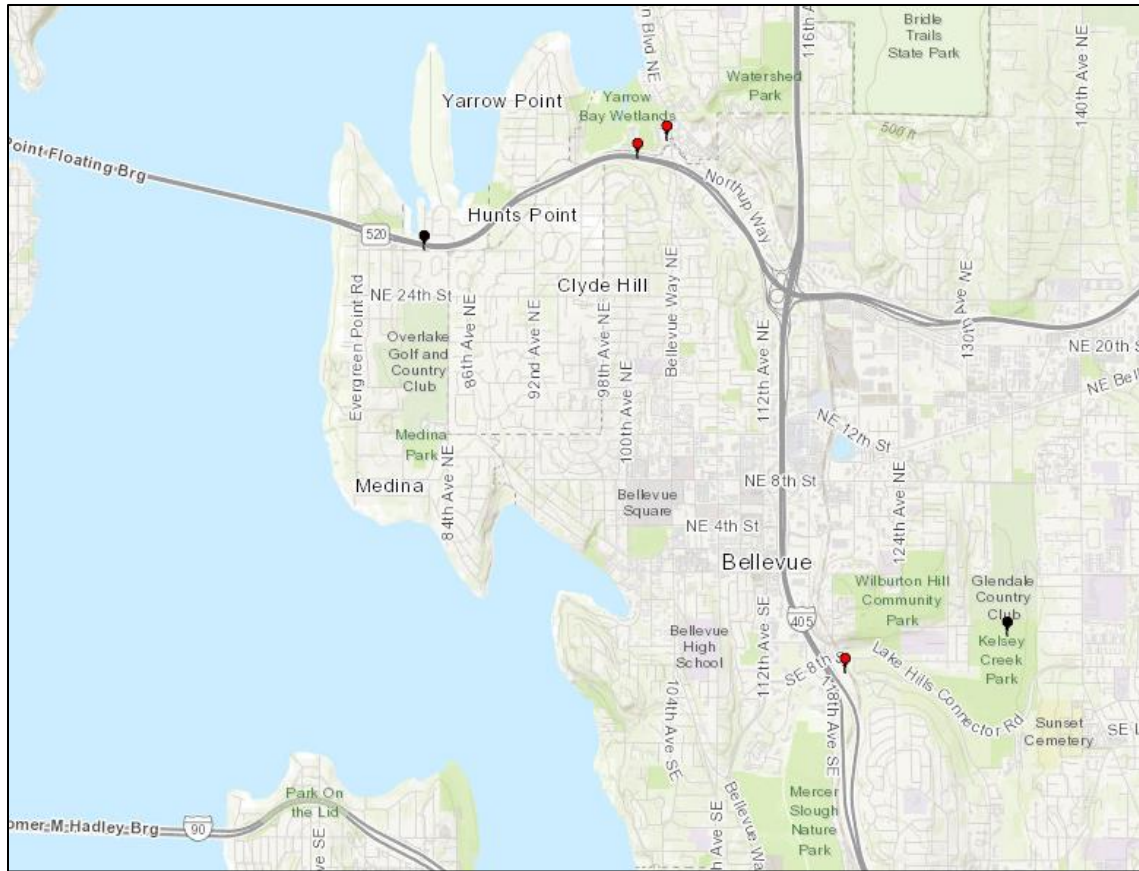 Bridle
Trails
State Park
116th A
140th Ave NE
n Blvd NE
Watershed
Park
Yarrow Point
Yarrow
Bay Wetlands
500 ft
Point Floating Brg
Northup Way
Hunts Point
520
Clyde Hill
NE 24th St
Evergreen Point Rd
Overlake
Golf and
Country
Club
86th Ave NE
92nd Ave NE
98th Ave NE
Bellevue Way NE
112th Ave NE
130th Ave NE
NE 20th S
NE Bel
100th Ave NE
NE 12th St
Medina
Park
Medina
84th Ave NE
Bellevue
Square
NE 8th St
NE 4th St
124th Ave NE
Bellevue
Wilburton Hill
Community
Park
Glendale
Country
Club
Kelsey
Creek
Park
405
Bellevue
High
School
112th Ave SE
SE 8th S
Lake Hills Connector Rd
118th Ave SE
104th Ave SE
Sunset
Cemetery
SE L
Park On
the Lid
Mercer
Slough
Nature
Park
omer M Hadley Brg
90
ve SE
h Ave SE
Bellevue Wa